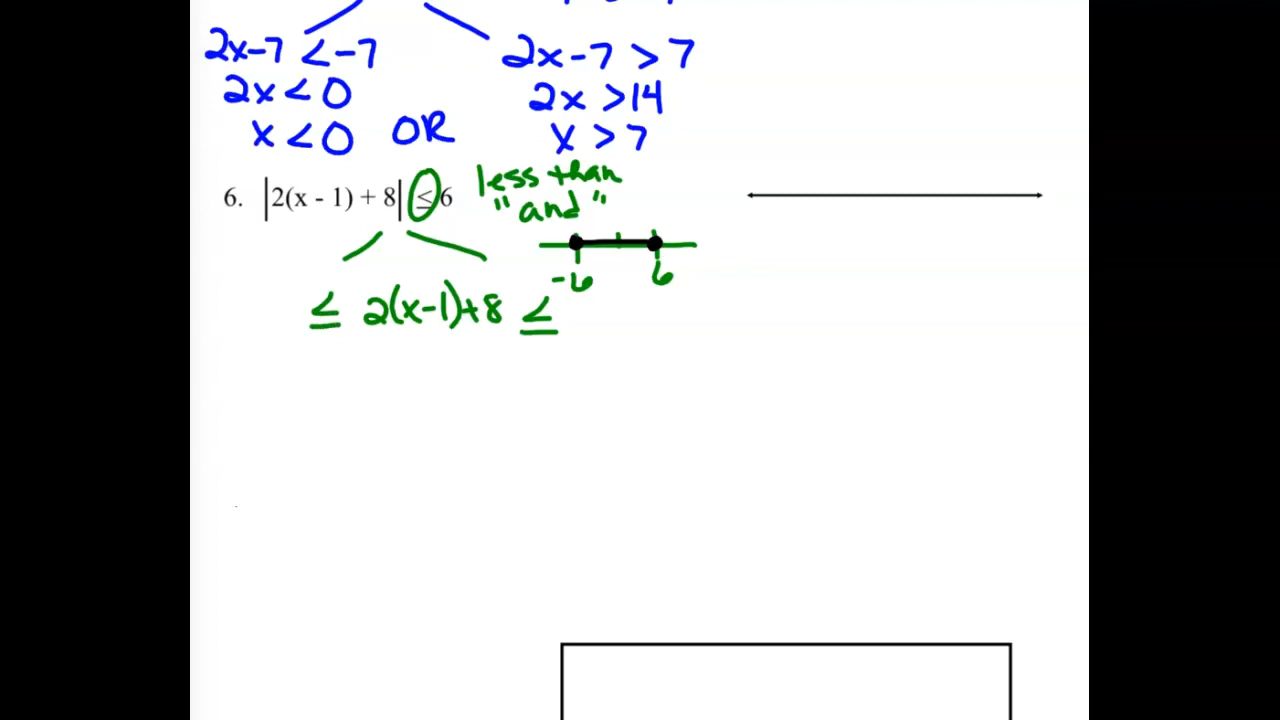 2x-7 < -7 2x-7 > 7
2x < 0 2x > 14
x < 0 OR x > 7
6. |2(x - 1) + 8| ≤ 6 less than
"and"
-6 6
≤ 2(x-1)+8 ≤